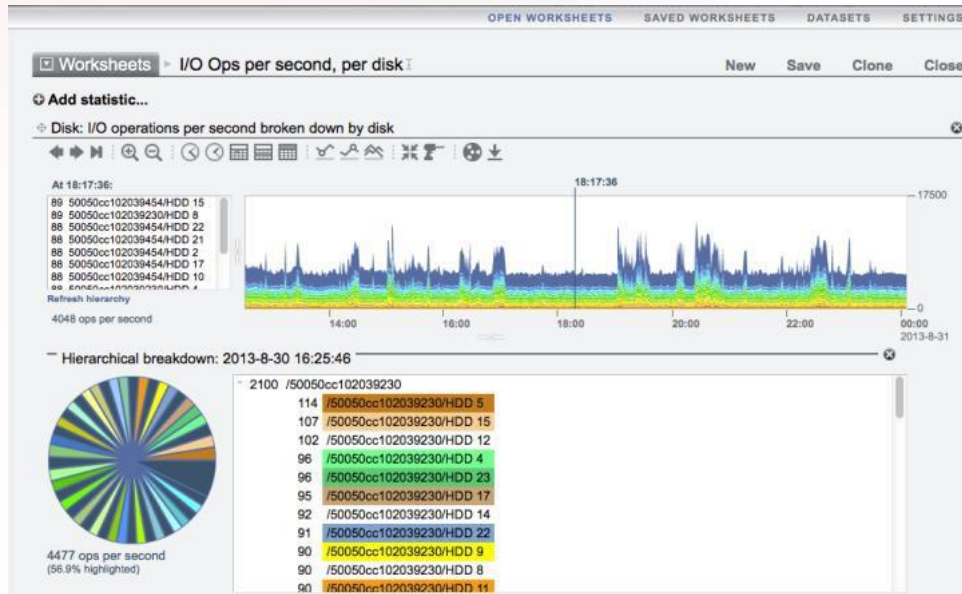 OPEN WORKSHEETS SAVED WORKSHEETS DATASETS SETTINGS
Worksheets I/O Ops per second, per disk
New Save Clone Close
Add statistic...
Disk: I/O operations per second broken down by disk
At 18:17:36:
18:17:36
17500
89 50050cc102039454/HDD 15
89 50050cc102039230/HDD 8
88 50050cc102039454/HDD 22
88 50050cc102039454/HDD 21
88 50050cc102039454/HDD 2
88 50050cc102039454/HDD 17
88 50050cc102039454/HDD 10
Refresh hierarchy
4048 ops per second
0
14:00 16:00 18:00 20:00 22:00 00:00
2013-8-31
Hierarchical breakdown: 2013-8-30 16:25:46
2100 /50050cc102039230
114 /50050cc102039230/HDD 5
107 /50050cc102039230/HDD 15
102 /50050cc102039230/HDD 12
96 /50050cc102039230/HDD 4
96 /50050cc102039230/HDD 23
95 /50050cc102039230/HDD 17
92 /50050cc102039230/HDD 14
91 /50050cc102039230/HDD 22
90 /50050cc102039230/HDD 9
90 /50050cc102039230/HDD 8
90 /50050cc102039230/HDD 11
4477 ops per second
(56.9% highlighted)